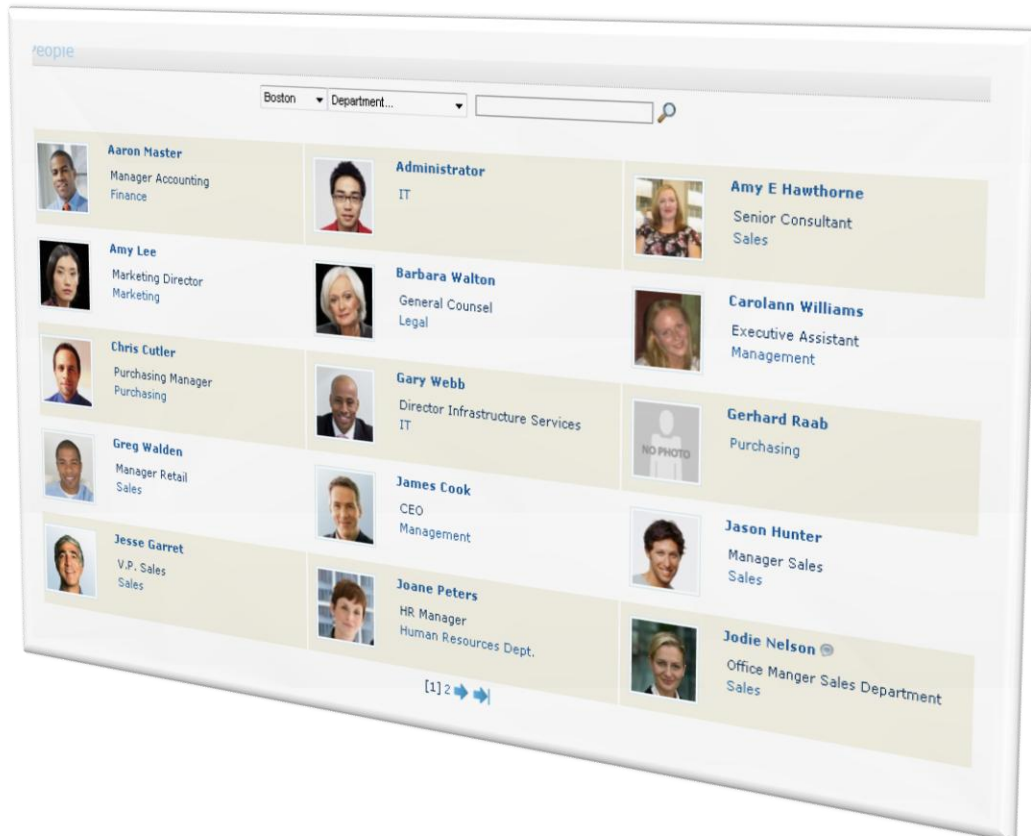 People
Boston Department...
Aaron Master
Manager Accounting
Finance
Administrator
IT
Amy E Hawthorne
Senior Consultant
Sales
Amy Lee
Marketing Director
Marketing
Barbara Walton
General Counsel
Legal
Carolann Williams
Executive Assistant
Management
Chris Cutler
Purchasing Manager
Purchasing
Gary Webb
Director Infrastructure Services
IT
NO PHOTO
Gerhard Raab
Purchasing
Greg Walden
Manager Retail
Sales
James Cook
CEO
Management
Jason Hunter
Manager Sales
Sales
Jesse Garret
V.P. Sales
Sales
Joane Peters
HR Manager
Human Resources Dept.
Jodie Nelson
Office Manger Sales Department
Sales
[1] 2